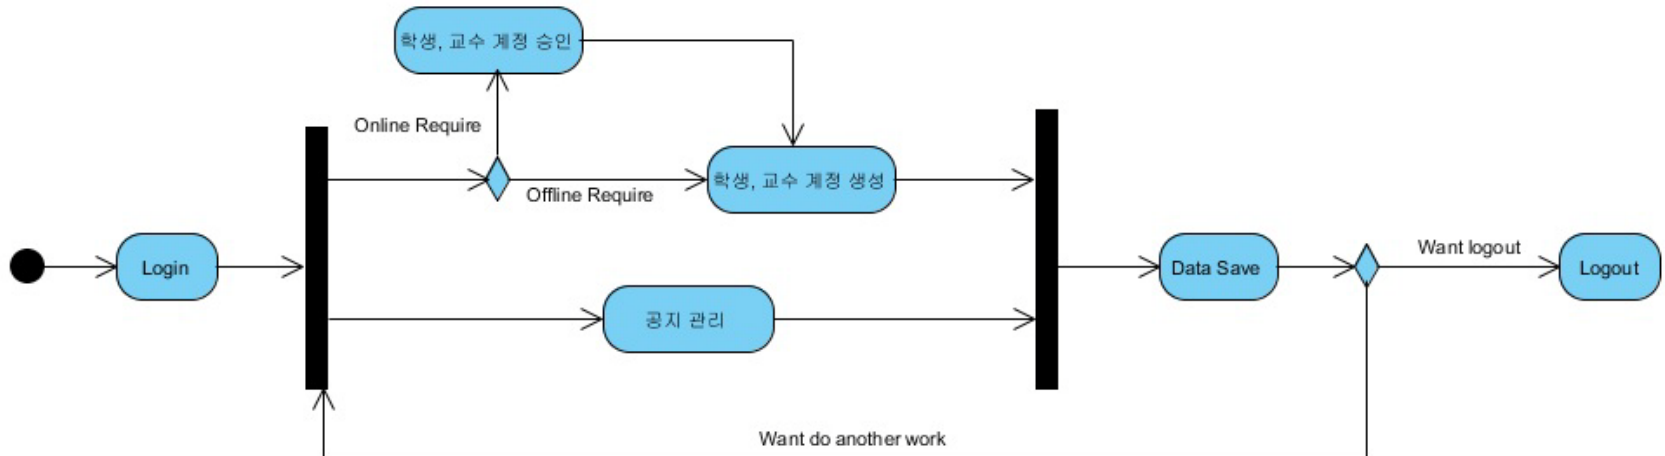 학생, 교수 계정 승인
Online Require
학생, 교수 계정 생성
Offline Require
Login
공지 관리
Data Save
Want logout
Logout
Want do another work